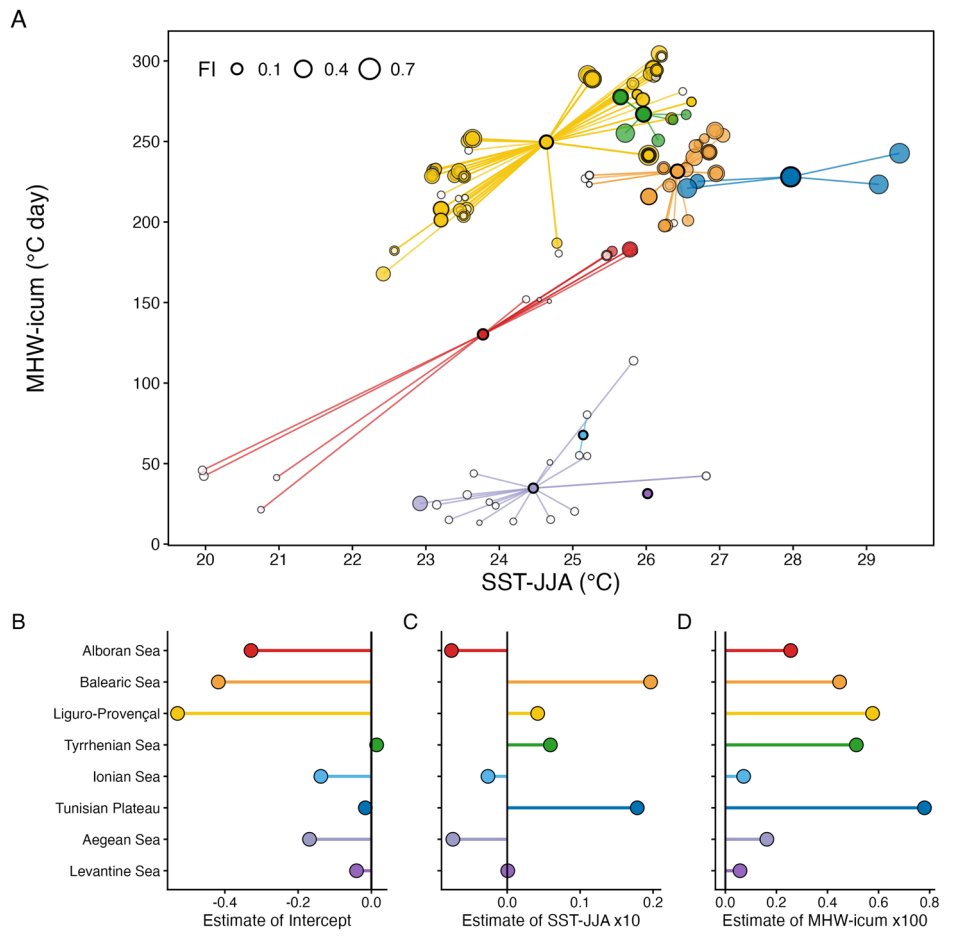 A
FI 0.1 0.4 0.7
300
250
200
150
100
50
0
MHW-icum (°C day)
20 21 22 23 24 25 26 27 28 29
SST-JJA (°C)
B C D
Alboran Sea
Balearic Sea
Liguro-Provençal
Tyrrhenian Sea
Ionian Sea
Tunisian Plateau
Aegean Sea
Levantine Sea
-0.4 -0.2 0.0 0.0 0.1 0.2 0.0 0.2 0.4 0.6 0.8
Estimate of Intercept Estimate of SST-JJA x10 Estimate of MHW-icum x100